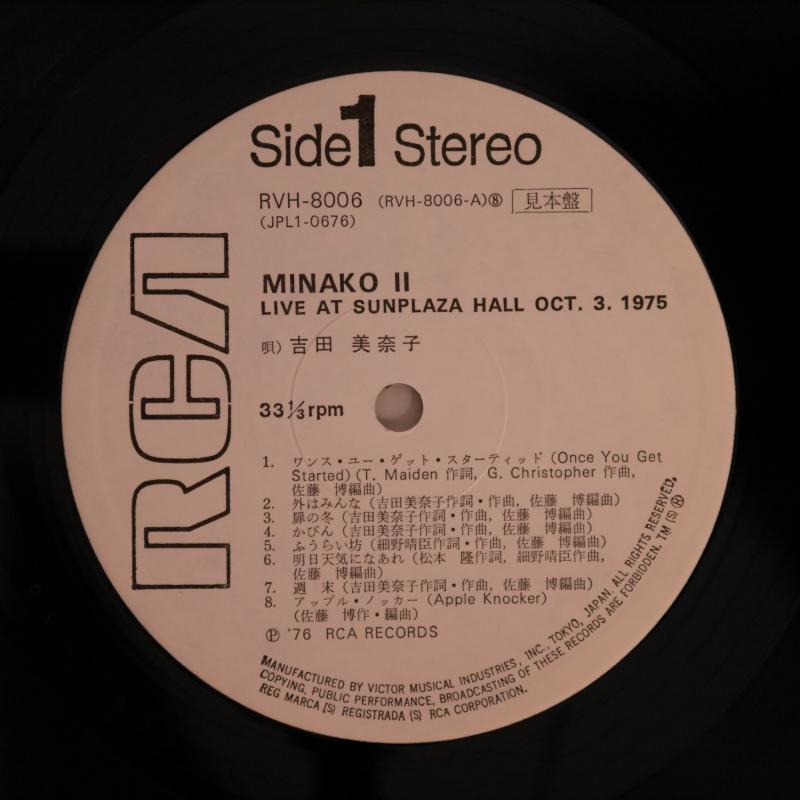 Side 1 Stereo
RVH-8006 (RVH-8006-A)⑧ 見本盤
(JPL1-0676)
RCA
MINAKO II
LIVE AT SUNPLAZA HALL OCT. 3. 1975
唄) 吉田 美奈子
33 1/3 rpm
1. ワンス・ユー・ゲット・スターティッド (Once You Get
Started) (T. Maiden 作詞, G. Christopher 作曲,
佐藤 博編曲)
2. 外はみんな (吉田美奈子作詞・作曲, 佐藤 博編曲)
3. 扉の冬 (吉田美奈子作詞・作曲, 佐藤 博編曲)
4. かびん (吉田美奈子作詞・作曲, 佐藤 博編曲)
5. ふうらい坊 (細野晴臣作詞・作曲, 佐藤 博編曲)
6. 明日天気になあれ (松本 隆作詞, 細野晴臣作曲,
佐藤 博編曲)
7. 週 末 (吉田美奈子作詞・作曲, 佐藤 博編曲)
8. アップル・ノッカー (Apple Knocker)
(佐藤 博作・編曲)
Ⓟ '76 RCA RECORDS
MANUFACTURED BY VICTOR MUSICAL INDUSTRIES, INC., TOKYO, JAPAN. ALL RIGHTS RESERVED.
COPYING, PUBLIC PERFORMANCE, BROADCASTING OF THESE RECORDS ARE FORBIDDEN. TM (S) ®
REG MARCA (S) REGISTRADA (S) RCA CORPORATION.